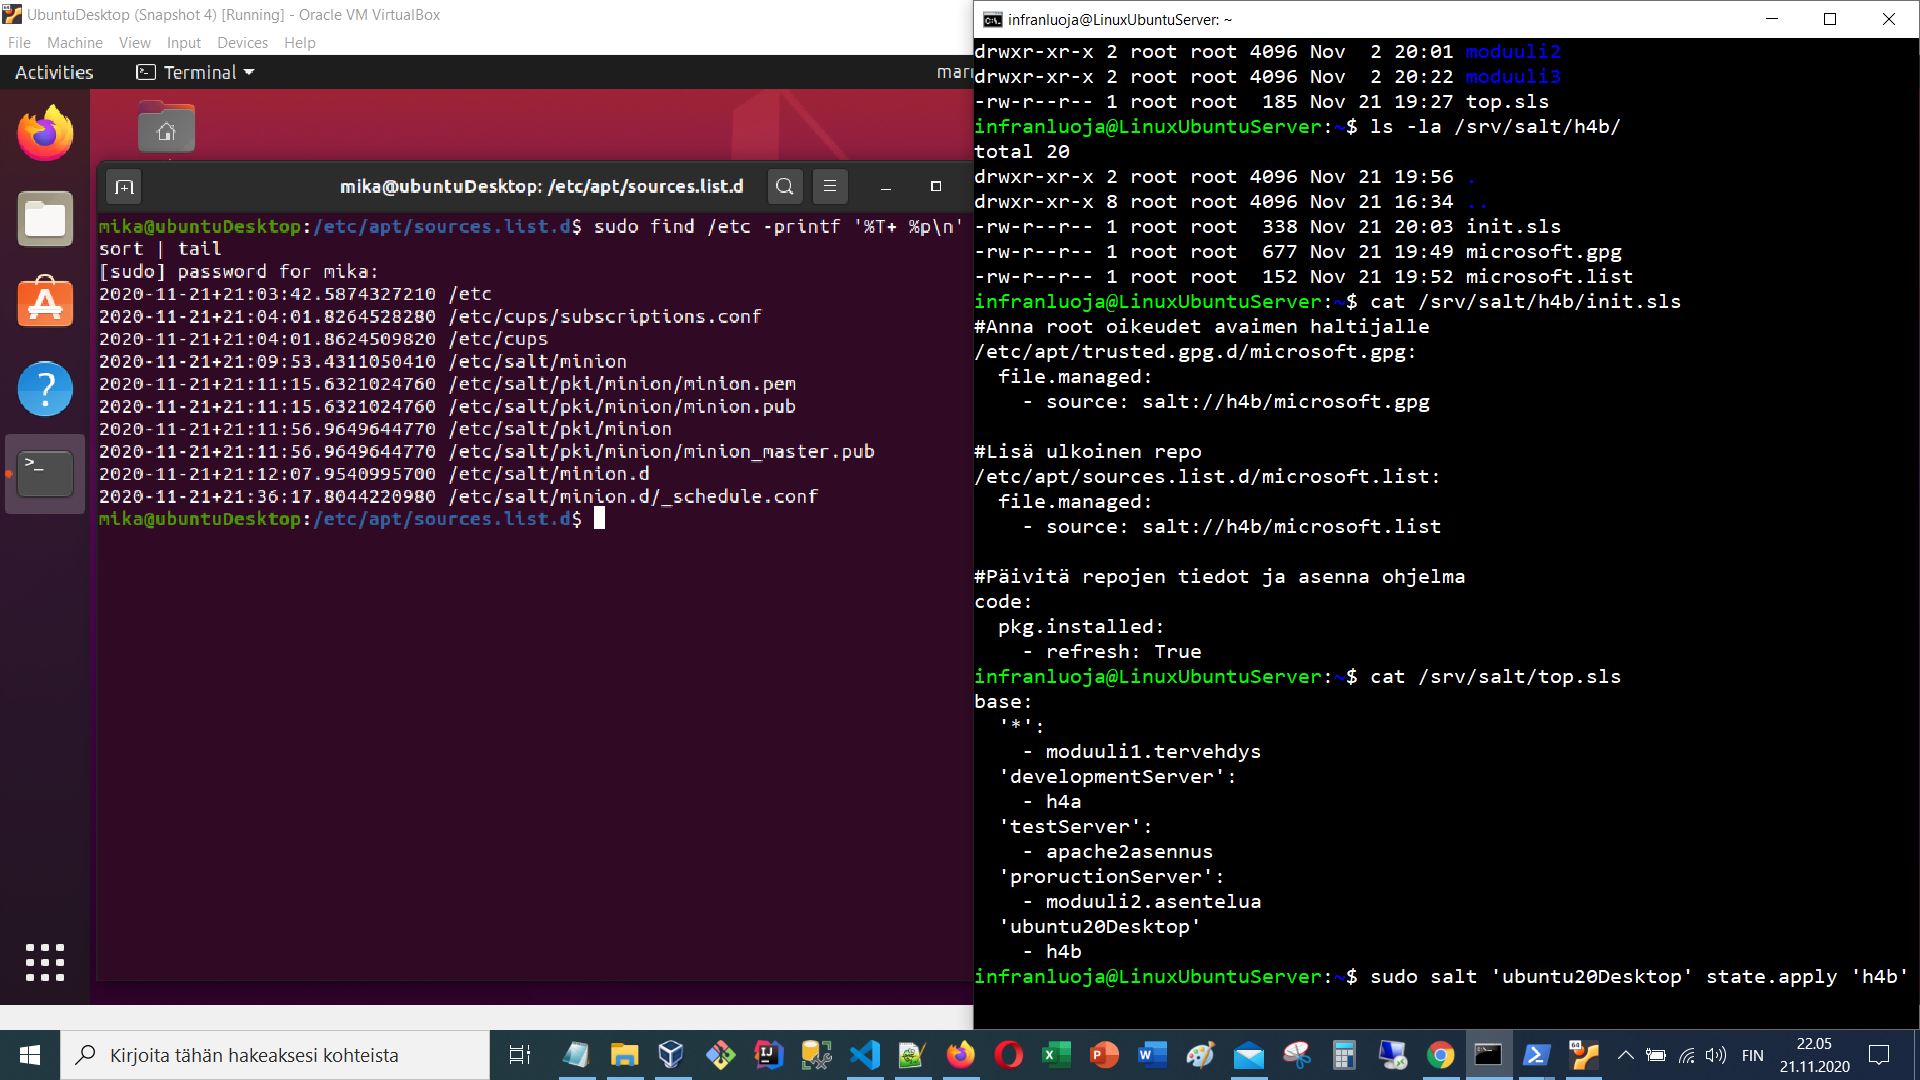 UbuntuDesktop (Snapshot 4) [Running] - Oracle VM VirtualBox
File Machine View Input Devices Help
Activities Terminal
mika@ubuntuDesktop: /etc/apt/sources.list.d
mika@ubuntuDesktop:/etc/apt/sources.list.d$ sudo find /etc -printf '%T+ %p\n'
sort | tail
[sudo] password for mika:
2020-11-21+21:03:42.5874327210 /etc
2020-11-21+21:04:01.8264528280 /etc/cups/subscriptions.conf
2020-11-21+21:04:01.8624509820 /etc/cups
2020-11-21+21:09:53.4311050410 /etc/salt/minion
2020-11-21+21:11:15.6321024760 /etc/salt/pki/minion/minion.pem
2020-11-21+21:11:15.6321024760 /etc/salt/pki/minion/minion.pub
2020-11-21+21:11:56.9649644770 /etc/salt/pki/minion
2020-11-21+21:11:56.9649644770 /etc/salt/pki/minion/minion_master.pub
2020-11-21+21:12:07.9540995700 /etc/salt/minion.d
2020-11-21+21:36:17.8044220980 /etc/salt/minion.d/_schedule.conf
mika@ubuntuDesktop:/etc/apt/sources.list.d$
infranluoja@LinuxUbuntuServer: ~
drwxr-xr-x 2 root root 4096 Nov  2 20:01 moduuli2
drwxr-xr-x 2 root root 4096 Nov  2 20:22 moduuli3
-rw-r--r-- 1 root root  185 Nov 21 19:27 top.sls
infranluoja@LinuxUbuntuServer:~$ ls -la /srv/salt/h4b/
total 20
drwxr-xr-x 2 root root 4096 Nov 21 19:56 .
drwxr-xr-x 8 root root 4096 Nov 21 16:34 ..
-rw-r--r-- 1 root root  338 Nov 21 20:03 init.sls
-rw-r--r-- 1 root root  677 Nov 21 19:49 microsoft.gpg
-rw-r--r-- 1 root root  152 Nov 21 19:52 microsoft.list
infranluoja@LinuxUbuntuServer:~$ cat /srv/salt/h4b/init.sls
#Anna root oikeudet avaimen haltijalle
/etc/apt/trusted.gpg.d/microsoft.gpg:
  file.managed:
    - source: salt://h4b/microsoft.gpg
#Lisä ulkoinen repo
/etc/apt/sources.list.d/microsoft.list:
  file.managed:
    - source: salt://h4b/microsoft.list
#Päivitä repojen tiedot ja asenna ohjelma
code:
  pkg.installed:
    - refresh: True
infranluoja@LinuxUbuntuServer:~$ cat /srv/salt/top.sls
base:
  '*':
    - moduuli1.tervehdys
  'developmentServer':
    - h4a
  'testServer':
    - apache2asennus
  'proructionServer':
    - moduuli2.asentelua
  'ubuntu20Desktop'
    - h4b
infranluoja@LinuxUbuntuServer:~$ sudo salt 'ubuntu20Desktop' state.apply 'h4b'
Kirjoita tähän hakeaksesi kohteista
FIN
22.05
21.11.2020